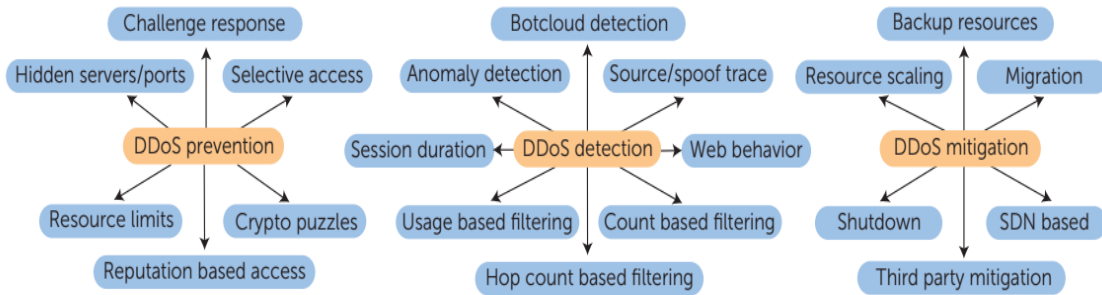 Challenge response
Hidden servers/ports
Selective access
DDoS prevention
Resource limits
Crypto puzzles
Reputation based access
Botcloud detection
Anomaly detection
Source/spoof trace
Session duration
DDoS detection
Web behavior
Usage based filtering
Count based filtering
Hop count based filtering
Backup resources
Resource scaling
Migration
DDoS mitigation
Shutdown
SDN based
Third party mitigation